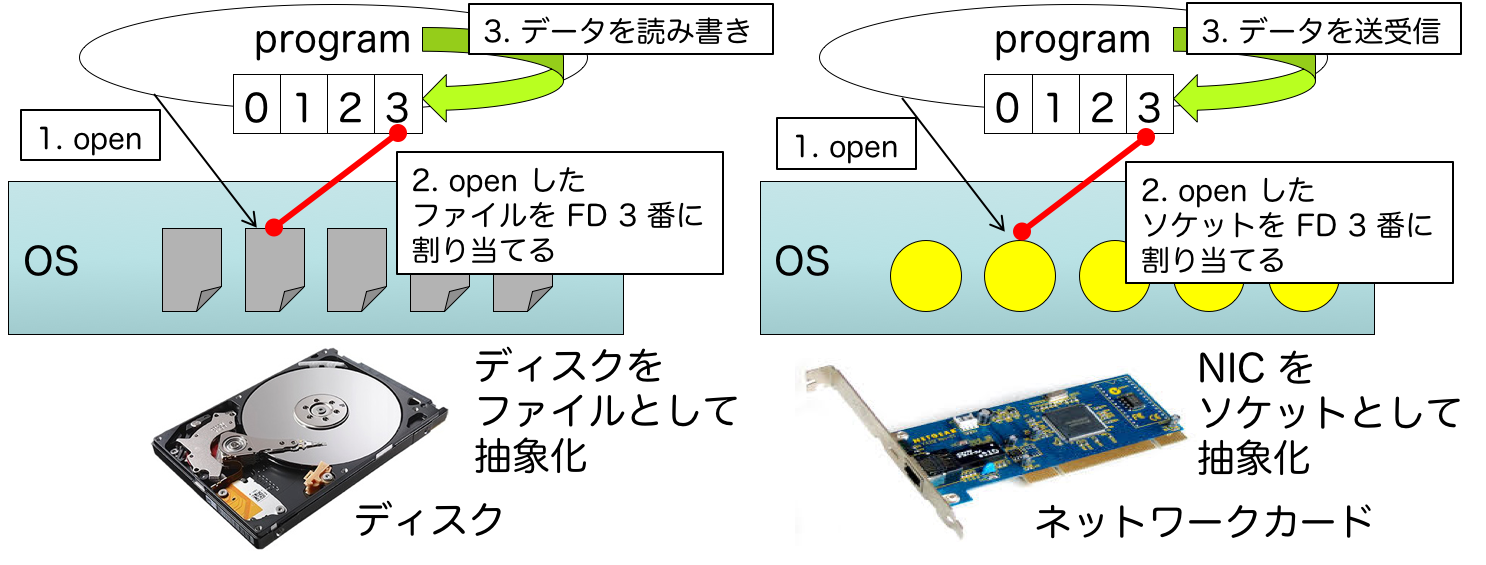 program
3. データを読み書き
0 1 2 3
1. open
2. open した
ファイルを FD 3 番に
割り当てる
OS
ディスクを
ファイルとして
抽象化
ディスク
program
3. データを送受信
0 1 2 3
1. open
2. open した
ソケットを FD 3 番に
割り当てる
OS
NIC を
ソケットとして
抽象化
NETGEAR
ネットワークカード